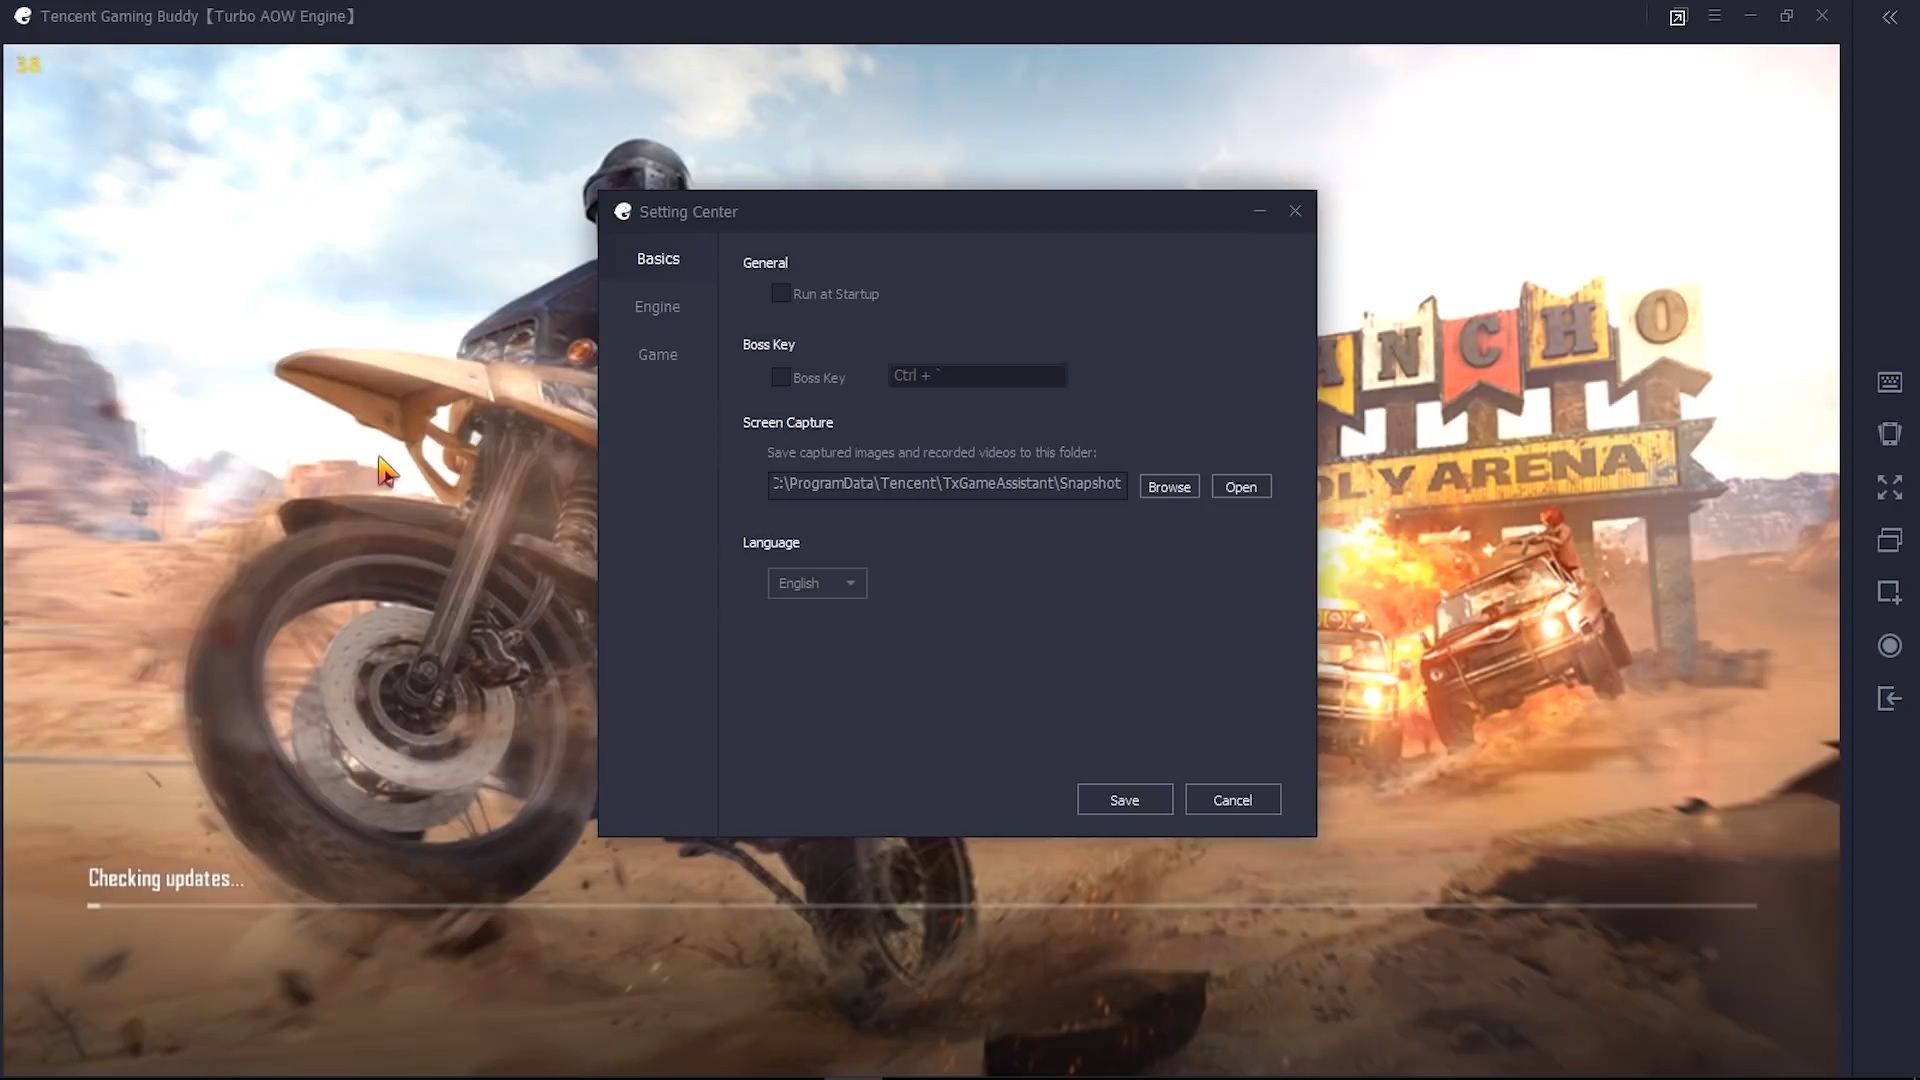 Tencent Gaming Buddy【Turbo AOW Engine】
38
Setting Center
Basics
Engine
Game
General
Run at Startup
Boss Key
Boss Key
Ctrl + `
Screen Capture
Save captured images and recorded videos to this folder:
:\ProgramData\Tencent\TxGameAssistant\Snapshot
Browse
Open
Language
English
Save
Cancel
NCHO
ARENA
Checking updates...